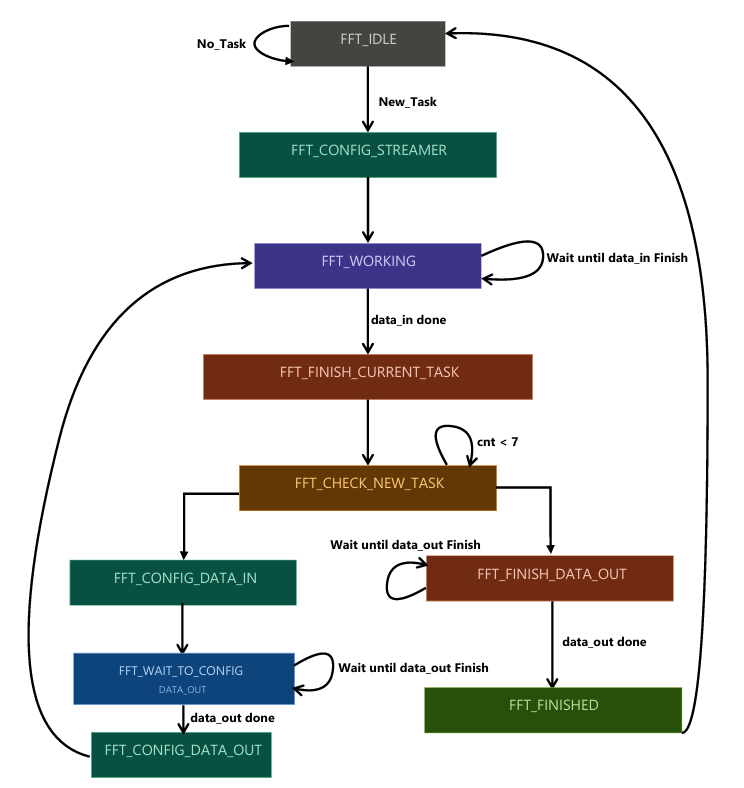 FFT_IDLE
No_Task
New_Task
FFT_CONFIG_STREAMER
FFT_WORKING
Wait until data_in Finish
data_in done
FFT_FINISH_CURRENT_TASK
cnt < 7
FFT_CHECK_NEW_TASK
Wait until data_out Finish
FFT_CONFIG_DATA_IN
FFT_FINISH_DATA_OUT
data_out done
FFT_WAIT_TO_CONFIG
DATA_OUT
Wait until data_out Finish
FFT_FINISHED
data_out done
FFT_CONFIG_DATA_OUT